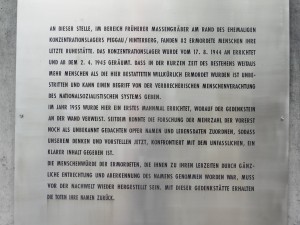 AN DIESER STELLE, IM BEREICH FRÜHERER MASSENGRÄBER AM RAND DES EHEMALIGEN
KONZENTRATIONSLAGERS PEGGAU / HINTERBERG, FANDEN 82 ERMORDETE MENSCHEN IHRE
LETZTE RUHESTÄTTE. DAS KONZENTRATIONSLAGER WURDE VOM 17. 8. 1944 AN ERRICHTET
UND AB DEM 2. 4. 1945 GERÄUMT. DASS IN DER KURZEN ZEIT DES BESTEHENS WEITAUS
MEHR MENSCHEN ALS DIE HIER BESTATTETEN WILLKÜRLICH ERMORDET WURDEN IST UNBE-
STRITTEN UND KANN EINEN BEGRIFF VON DER VERBRECHERISCHEN MENSCHENVERACHTUNG
DES NATIONALSOZIALISTISCHEN SYSTEMS GEBEN.
IM JAHR 1955 WURDE HIER EIN ERSTES MAHNMAL ERRICHTET, WORAUF DER GEDENKSTEIN
AN DER WAND VERWEIST. SEITDEM KONNTE DIE FORSCHUNG DER MEHRZAHL DER VORERST
NOCH ALS UNBEKANNT GEDACHTEN OPFER NAMEN UND LEBENSDATEN ZUORDNEN, SODASS
UNSEREM DENKEN UND VORSTELLEN JETZT, KONFRONTIERT MIT DEM UNFASSLICHEN, EIN
KLARER INHALT GEGEBEN IST.
DIE MENSCHENWÜRDE DER ERMORDETEN, DIE IHNEN ZU IHREN LEBZEITEN DURCH GÄNZ-
LICHE ENTRECHTUNG UND ABERKENNUNG DES NAMENS GENOMMEN WORDEN WAR, MUSS
VOR DER NACHWELT WIEDER HERGESTELLT SEIN. MIT DIESER GEDENKSTÄTTE ERHALTEN
DIE TOTEN IHRE NAMEN ZURÜCK.